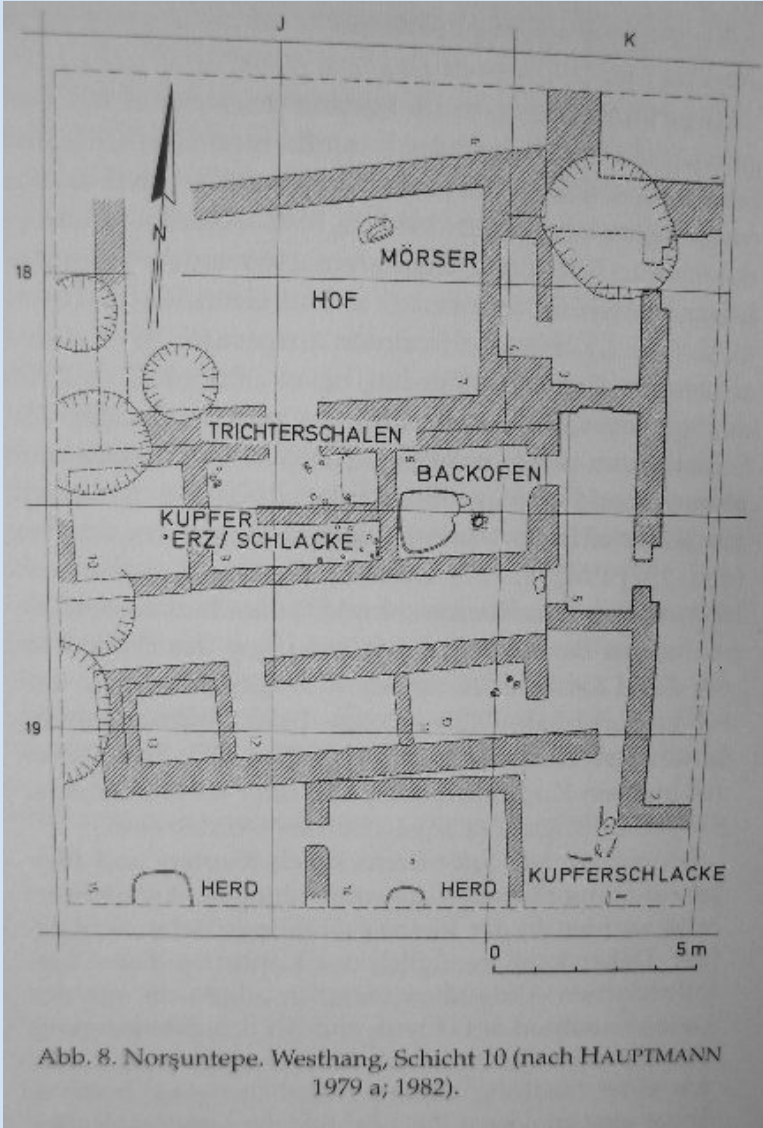 J
K
N
MÖRSER
18
HOF
TRICHTERSCHALEN
BACKOFEN
KUPFER
ERZ/SCHLACKE
19
HERD
HERD
KUPFERSCHLACKE
0 5 m
Abb. 8. Norşuntepe. Westhang, Schicht 10 (nach HAUPTMANN
1979 a; 1982).